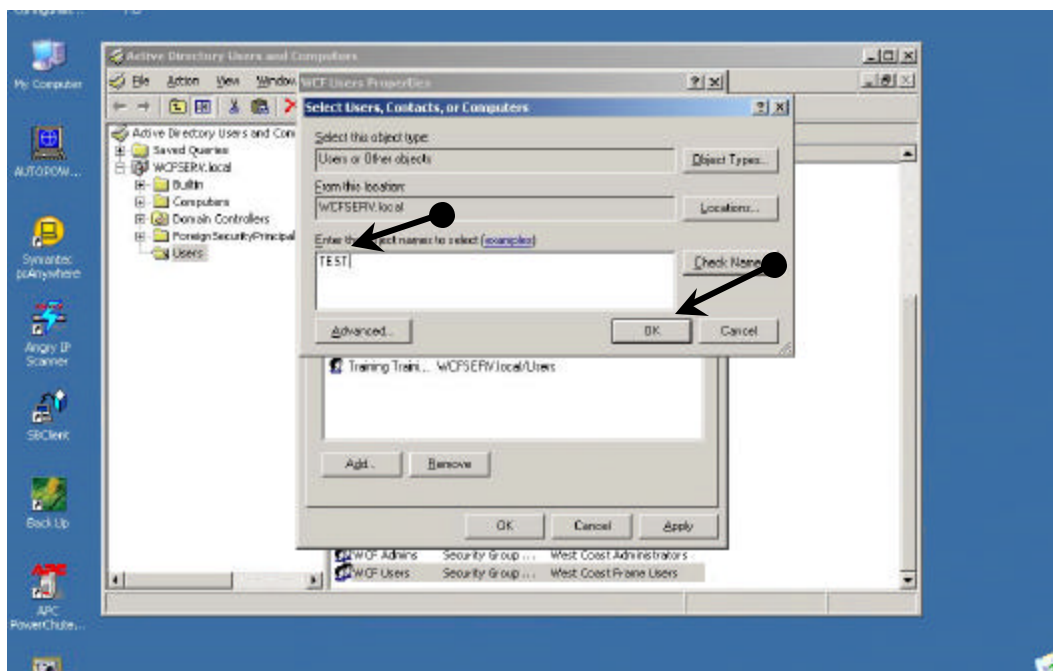 My Computer
AUTOPOW...
Symantec
pcAnywhere
Angry IP
Scanner
SBClient
Back Up
APC
PowerChute...
Active Directory Users and Computers
File Action View Window
WCF Users Properties
Select Users, Contacts, or Computers
Active Directory Users and Com
Saved Queries
WCFSERV.local
Builtin
Computers
Domain Controllers
ForeignSecurityPrincipal
Users
Select this object type:
Users or Other objects
Object Types...
From this location:
WCFSERV.local
Locations...
Enter the object names to select (examples):
TEST
Check Name
Advanced...
OK
Cancel
Training Traini... WCFSERV.local/Users
Add...
Remove
OK
Cancel
Apply
WCF Admins Security Group ... West Coast Administrators
WCF Users Security Group ... West Coast Frame Users